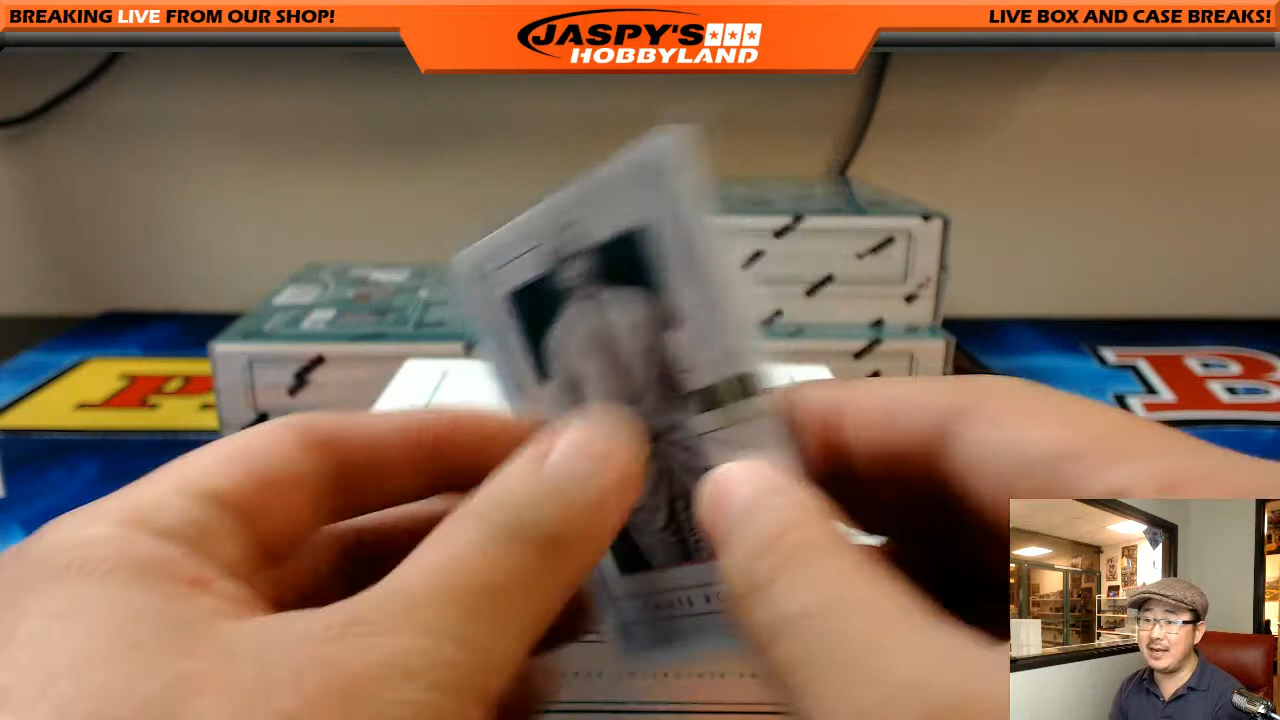 BREAKING LIVE FROM OUR SHOP!
JASPY'S
HOBBYLAND
LIVE BOX AND CASE BREAKS!
P
B